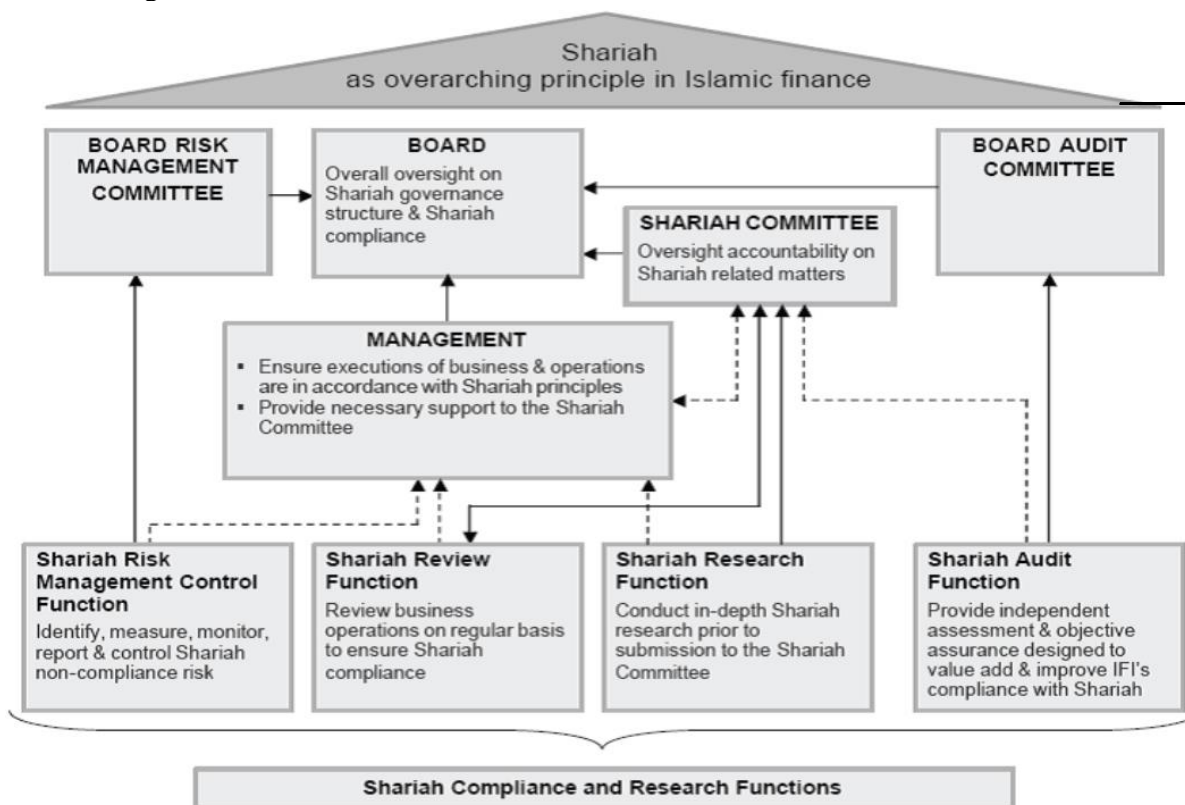 Shariah
as overarching principle in Islamic finance
BOARD RISK
MANAGEMENT
COMMITTEE
BOARD
Overall oversight on
Shariah governance
structure & Shariah
compliance
BOARD AUDIT
COMMITTEE
SHARIAH COMMITTEE
Oversight accountability on
Shariah related matters
MANAGEMENT
▪ Ensure executions of business & operations
are in accordance with Shariah principles
▪ Provide necessary support to the Shariah
Committee
Shariah Risk
Management Control
Function
Identify, measure, monitor,
report & control Shariah
non-compliance risk
Shariah Review
Function
Review business
operations on regular basis
to ensure Shariah
compliance
Shariah Research
Function
Conduct in-depth Shariah
research prior to
submission to the Shariah
Committee
Shariah Audit
Function
Provide independent
assessment & objective
assurance designed to
value add & improve IFI's
compliance with Shariah
Shariah Compliance and Research Functions